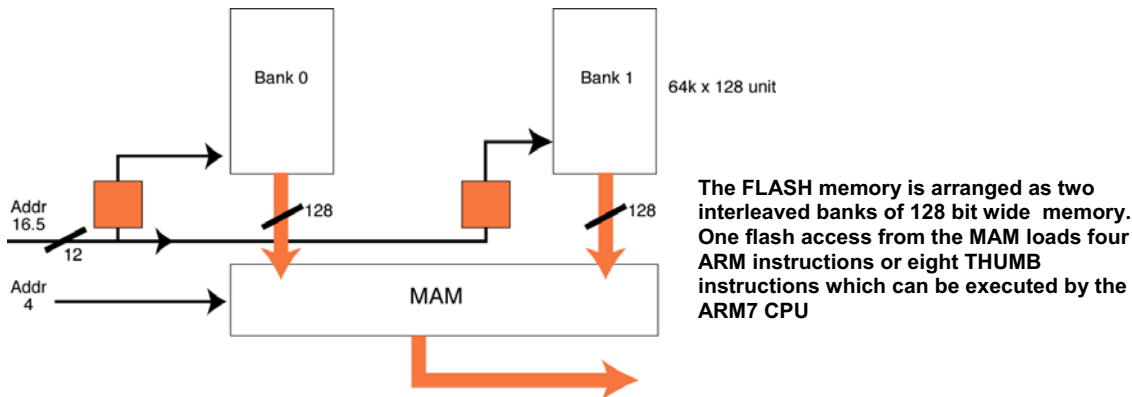 Bank 0
Bank 1
64k x 128 unit
Addr
16.5
12
128
128
Addr
4
MAM
The FLASH memory is arranged as two
interleaved banks of 128 bit wide memory.
One flash access from the MAM loads four
ARM instructions or eight THUMB
instructions which can be executed by the
ARM7 CPU